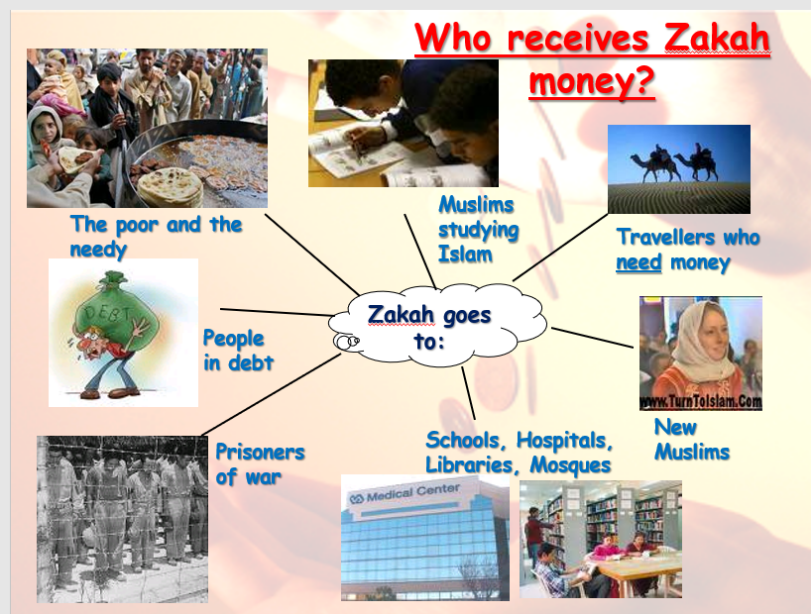 Who receives Zakah
money?
The poor and the
needy
Muslims
studying
Islam
Travellers who
need money
DEBT
People
in debt
Zakah goes
to:
www.TurnToIslam.Com
New
Muslims
Prisoners
of war
Schools, Hospitals,
Libraries, Mosques
Medical Center